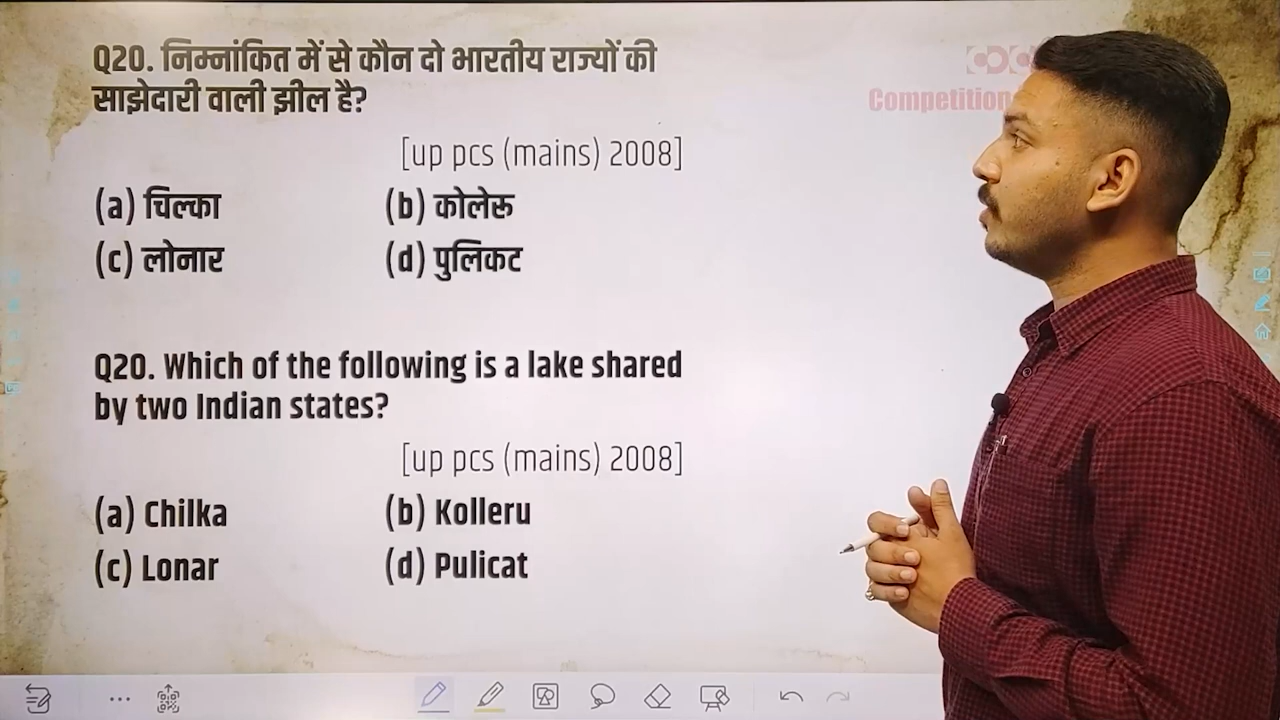 Q20. निम्नांकित में से कौन दो भारतीय राज्यों की
साझेदारी वाली झील है?
[up pcs (mains) 2008]
(a) चिल्का (b) कोलेरू
(c) लोनार (d) पुलिकट
Competition
Q20. Which of the following is a lake shared
by two Indian states?
[up pcs (mains) 2008]
(a) Chilka (b) Kolleru
(c) Lonar (d) Pulicat